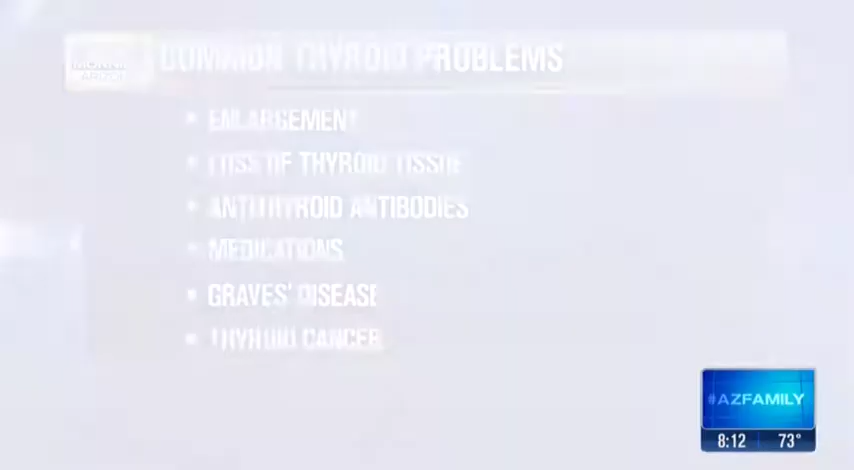 COMMON THYROID PROBLEMS
• ENLARGEMENT
• LOSS OF THYROID TISSUE
• ANTITHYROID ANTIBODIES
• MEDICATIONS
• GRAVES' DISEASE
• THYROID CANCER
#AZFAMILY
8:12 73°